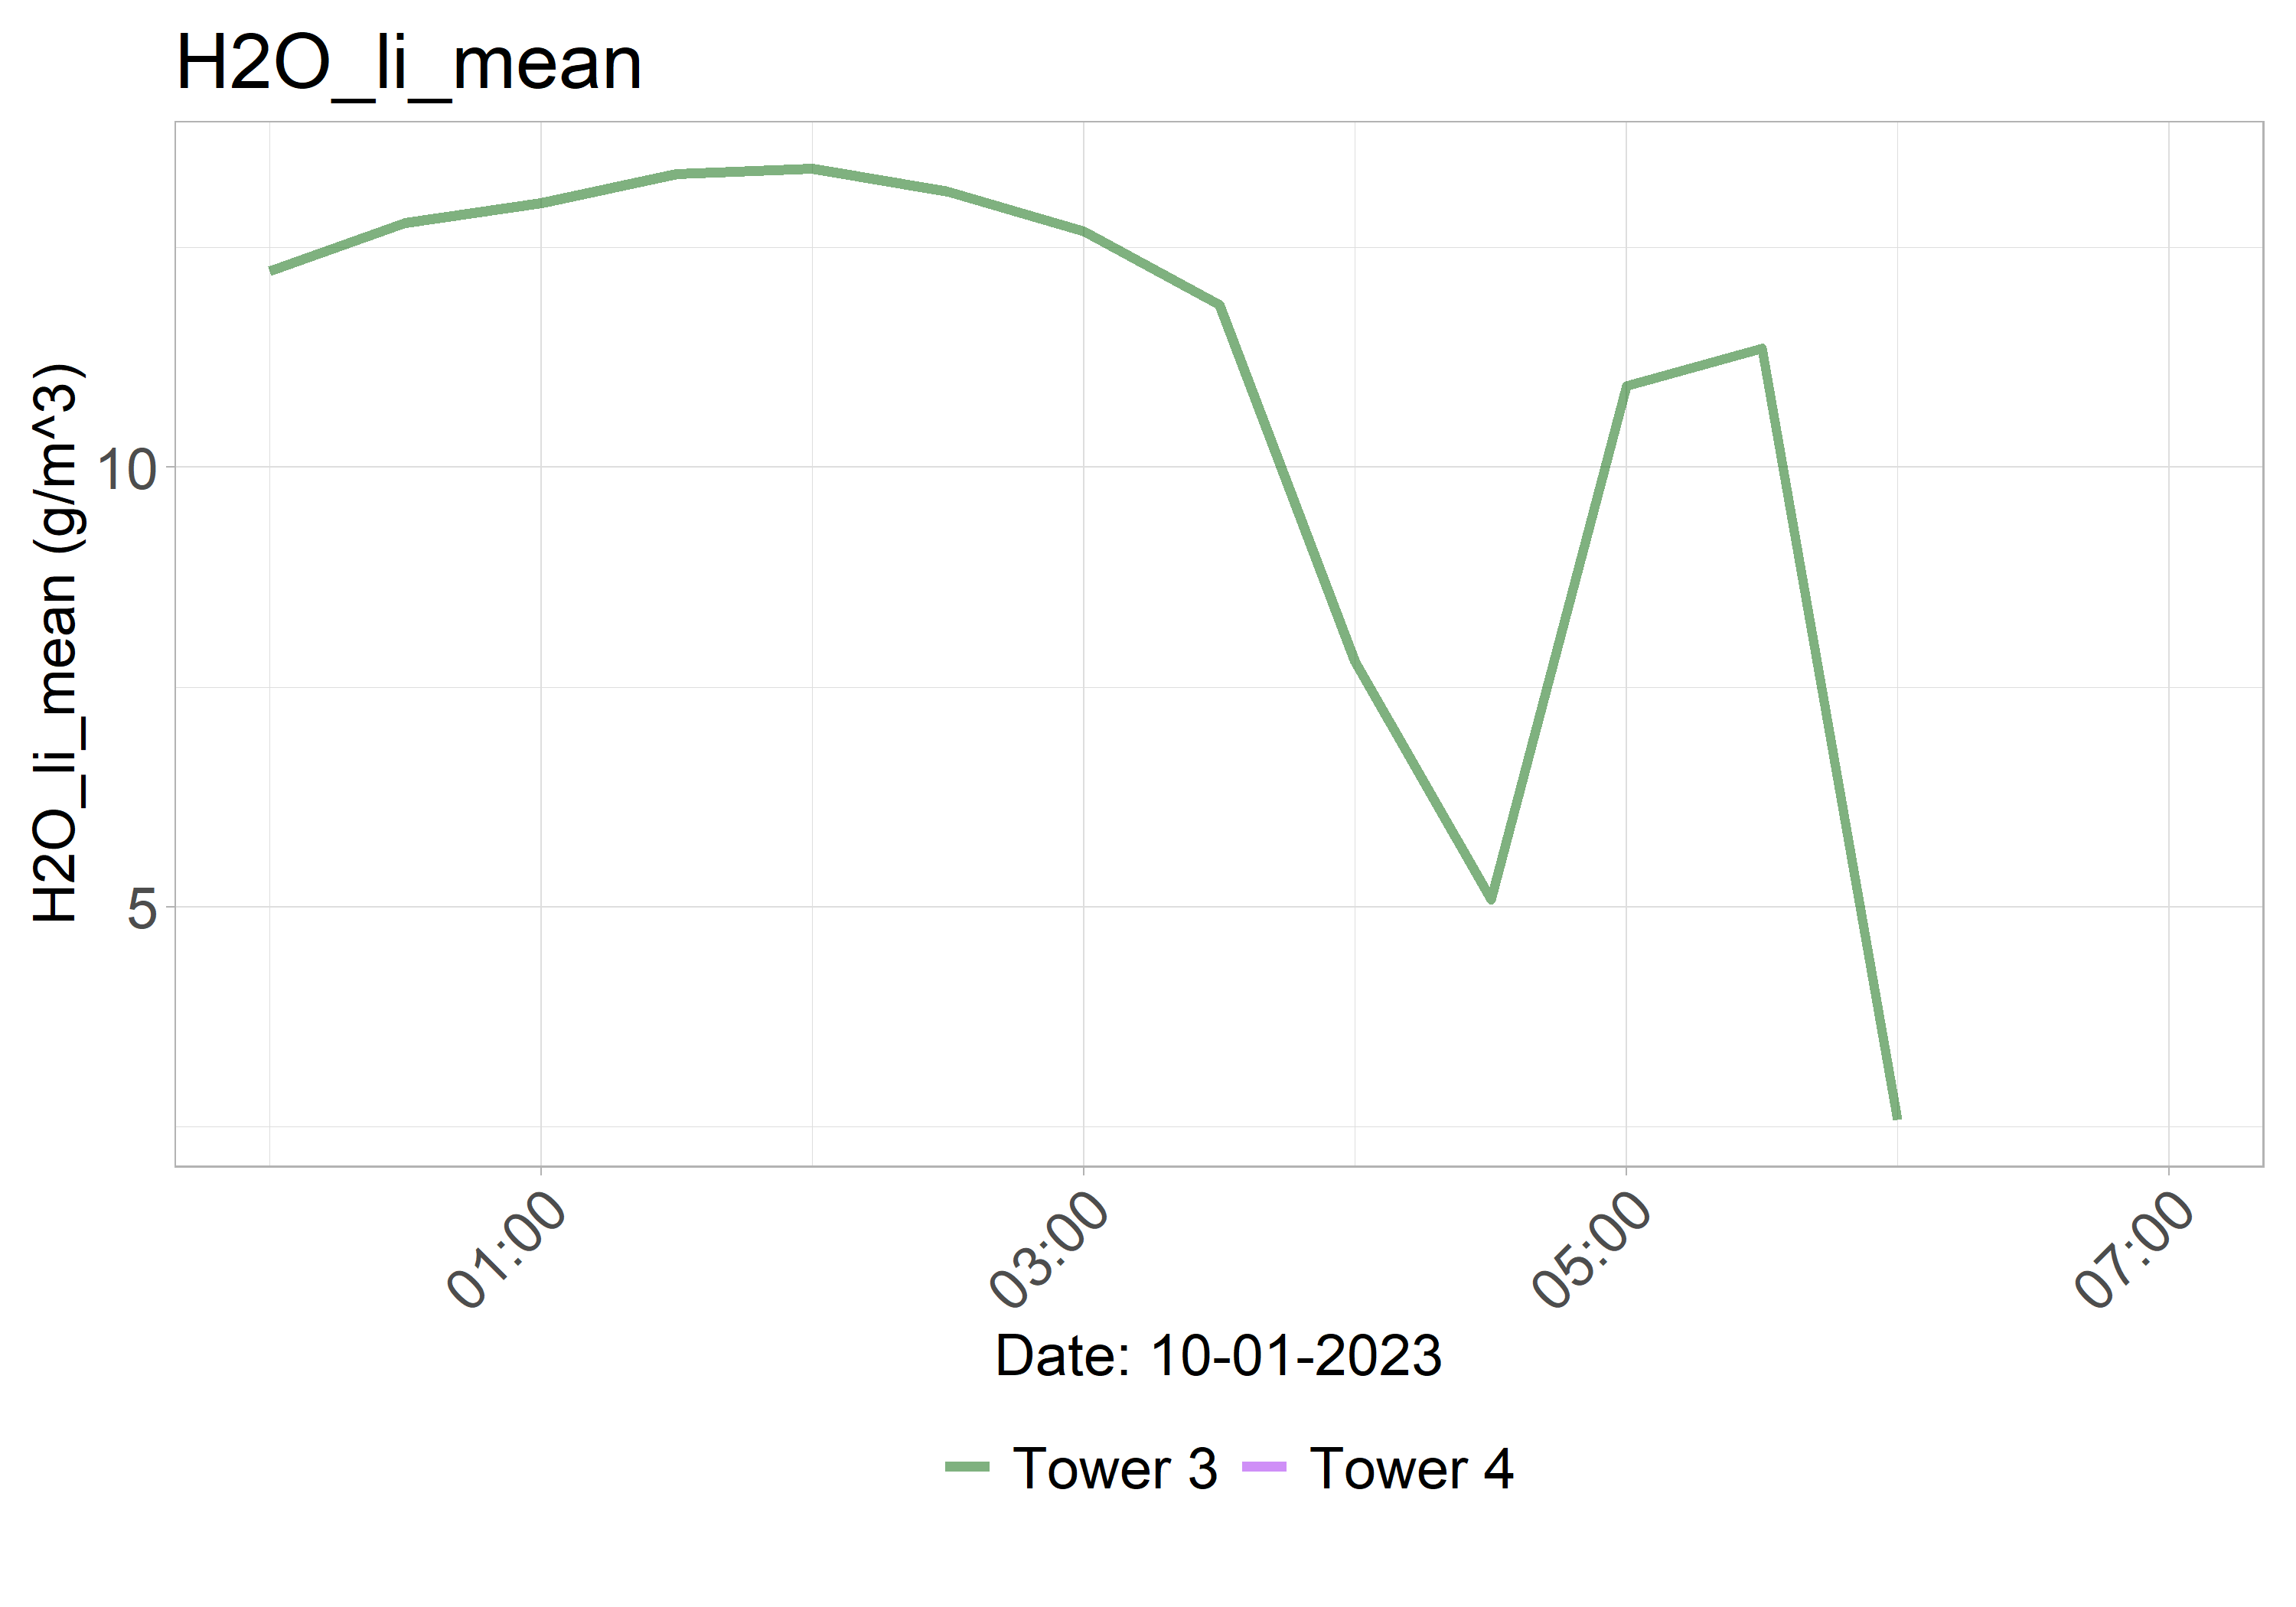 H2O_li_mean
H2O_li_mean (g/m^3)
10
5
01:00 03:00 05:00 07:00
Date: 10-01-2023
Tower 3 Tower 4